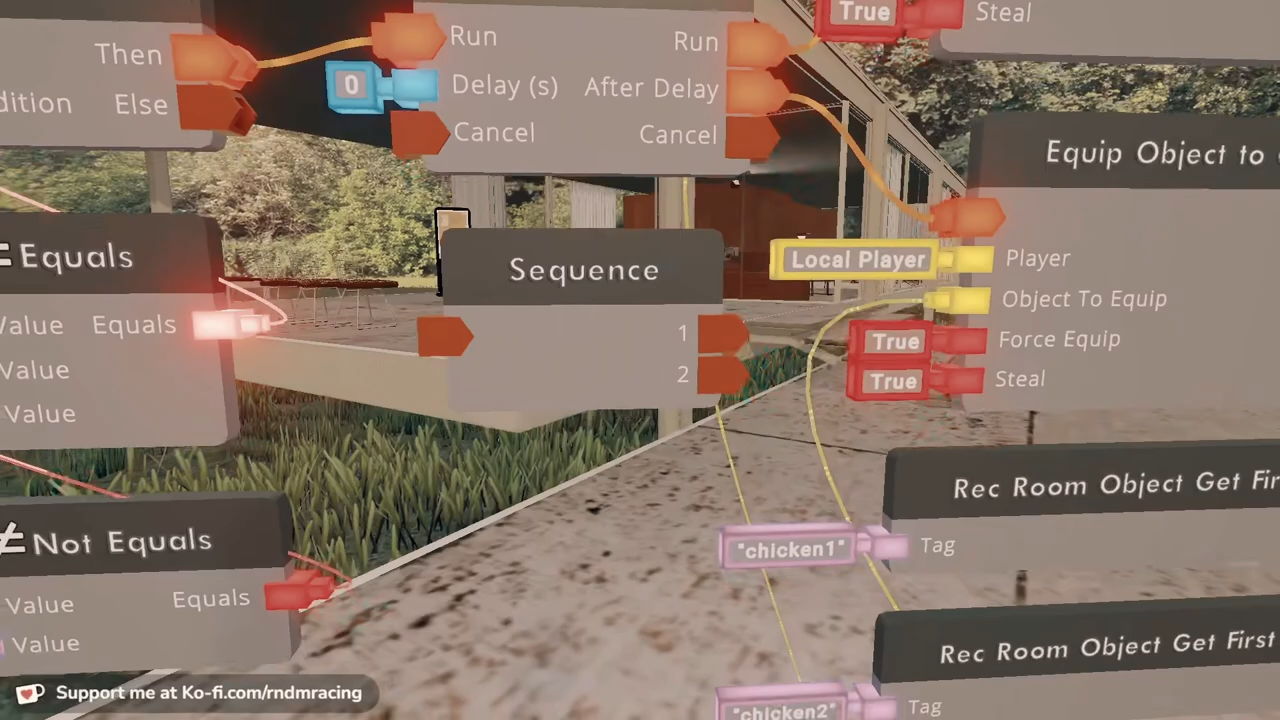 True
Steal
Then
Run
Run
0
Delay (s)
After Delay
dition
Else
Cancel
Cancel
Equip Object to
= Equals
Sequence
Local Player
Player
Object To Equip
Value
Equals
1
True
Force Equip
Value
2
True
Steal
Value
Rec Room Object Get Fir
≠ Not Equals
"chicken1"
Tag
Value
Equals
Value
Rec Room Object Get First
Support me at Ko-fi.com/rndmracing
"chicken2"
Tag